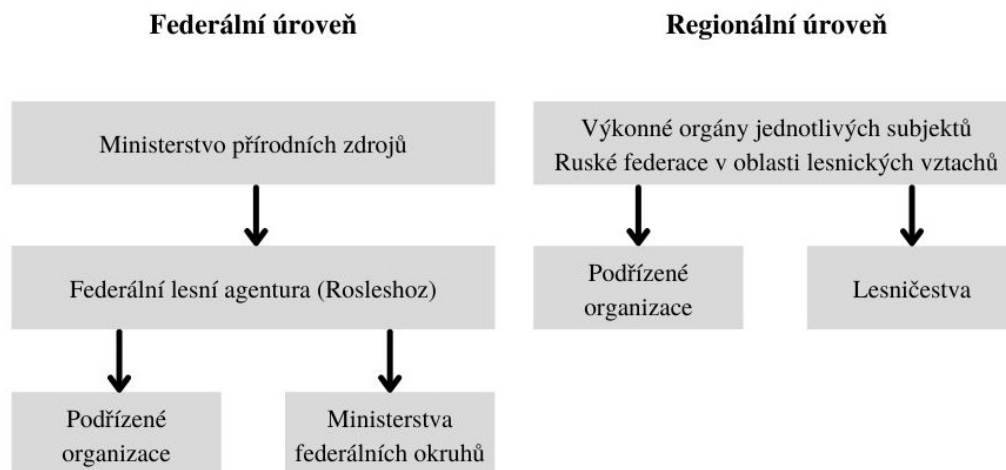 Federální úroveň
Ministerstvo přírodních zdrojů
Federální lesní agentura (Rosleshoz)
Podřízené
organizace
Ministerstva
federálních okruhů
Regionální úroveň
Výkonné orgány jednotlivých subjektů
Ruské federace v oblasti lesnických vztachů
Podřízené
organizace
Lesničestva